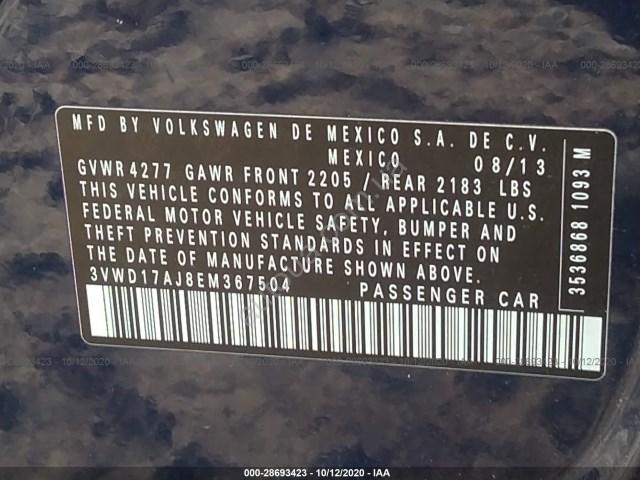 MFD BY VOLKSWAGEN DE MEXICO S.A. DE C.V.
MEXICO 08/13
GVWR 4277 GAWR FRONT 2205 / REAR 2183 LBS
THIS VEHICLE CONFORMS TO ALL APPLICABLE U.S.
FEDERAL MOTOR VEHICLE SAFETY, BUMPER AND
THEFT PREVENTION STANDARDS IN EFFECT ON
THE DATE OF MANUFACTURE SHOWN ABOVE.
3VWD17AJ8EM367504 PASSENGER CAR
3536868 1093 M
000-28693423 - 10/12/2020 - IAA